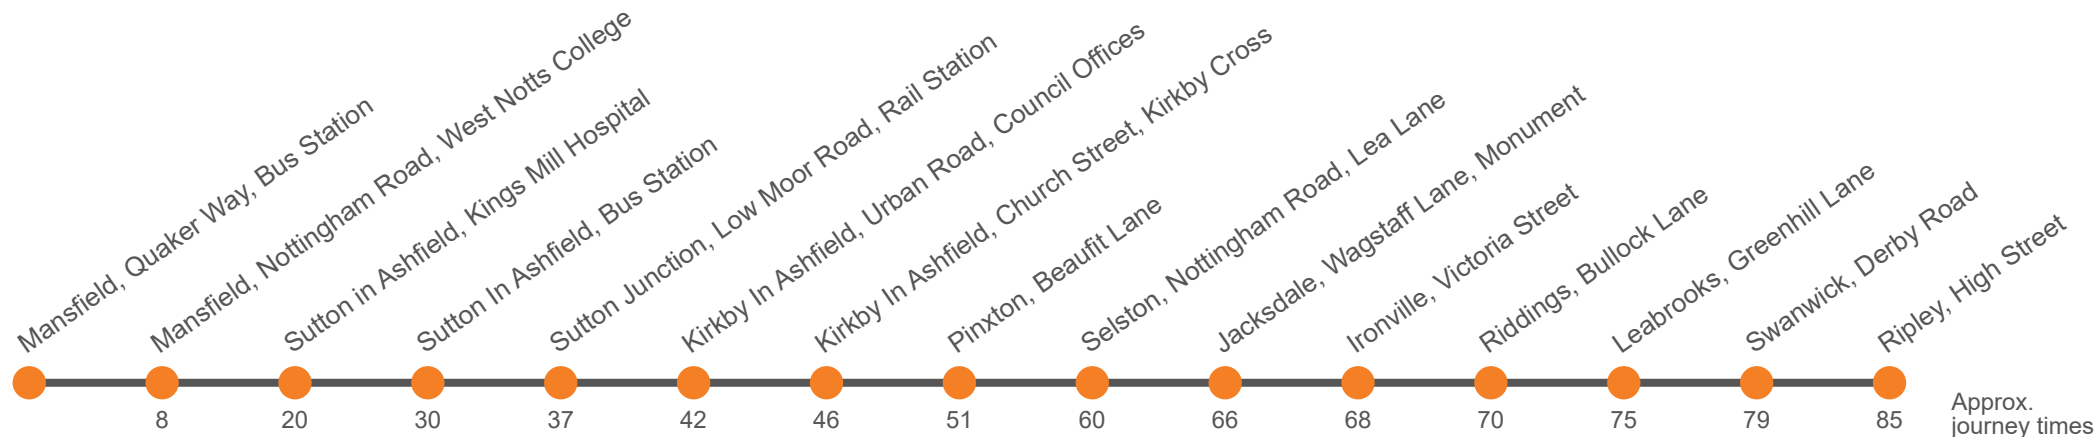 Mansfield, Quaker Way, Bus Station
Mansfield, Nottingham Road, West Notts College
Sutton in Ashfield, Kings Mill Hospital
Sutton In Ashfield, Bus Station
Sutton Junction, Low Moor Road, Rail Station
Kirkby In Ashfield, Urban Road, Council Offices
Kirkby In Ashfield, Church Street, Kirkby Cross
Pinxton, Beaufit Lane
Selston, Nottingham Road, Lea Lane
Jacksdale, Wagstaff Lane, Monument
Ironville, Victoria Street
Riddings, Bullock Lane
Leabrooks, Greenhill Lane
Swanwick, Derby Road
Ripley, High Street
8 20 30 37 42 46 51 60 66 68 70 75 79 85
Approx.
journey times